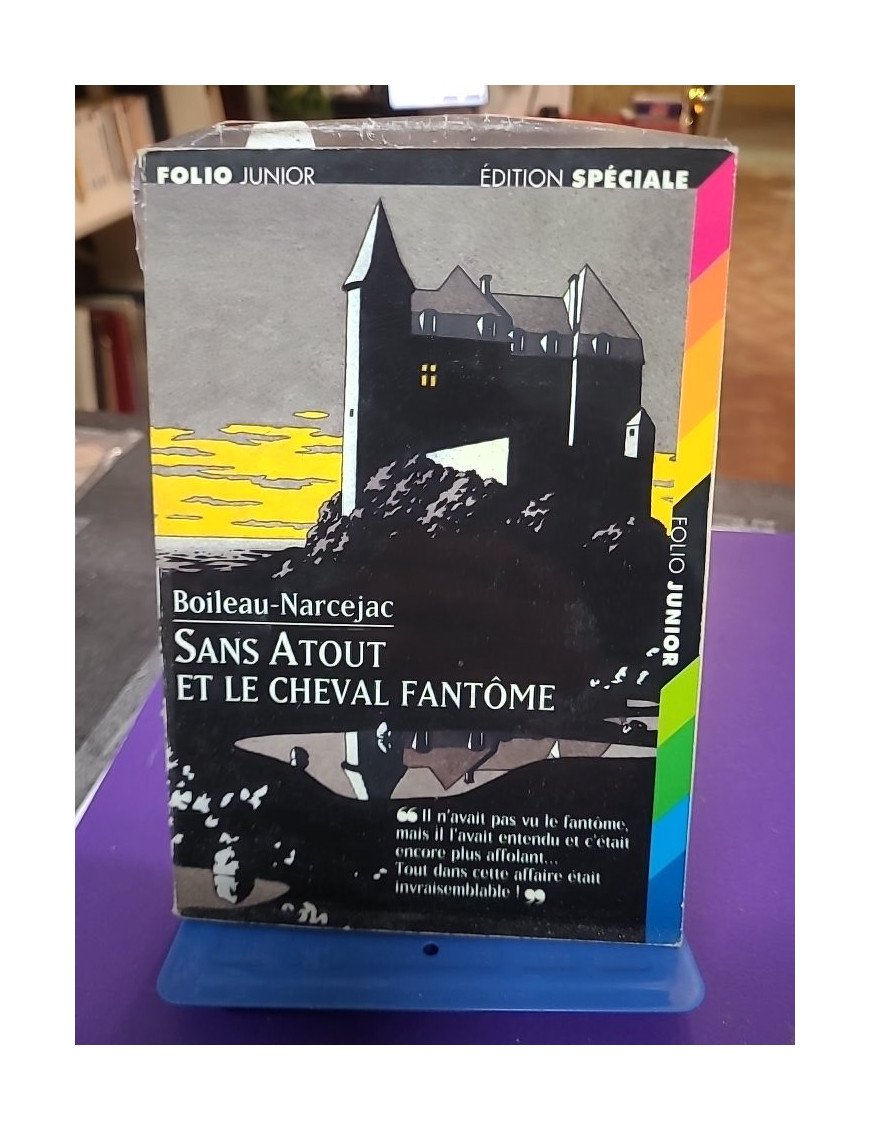 FOLIO JUNIOR
ÉDITION SPÉCIALE
FOLIO JUNIOR
Boileau-Narcejac
SANS ATOUT
ET LE CHEVAL FANTÔME
“ Il n'avait pas vu le fantôme,
mais il l'avait entendu et c'était
encore plus affolant...
Tout dans cette affaire était
invraisemblable ! ”